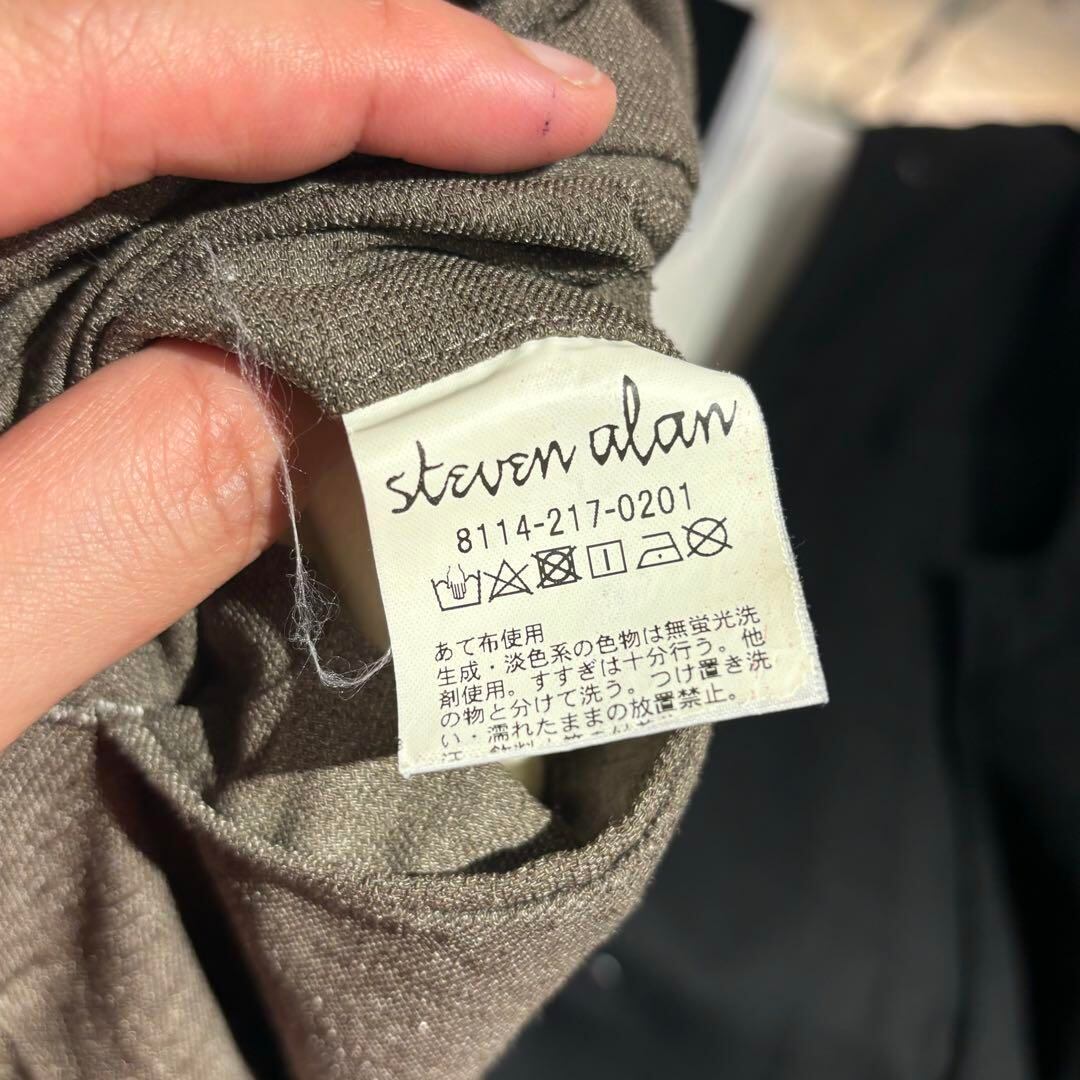 steven alan
8114-217-0201
あて布使用
生成・淡色系の色物は無蛍光洗
剤使用。すすぎは十分行う。他
の物と分けて洗う。つけ置き洗
い・濡れたままの放置禁止。